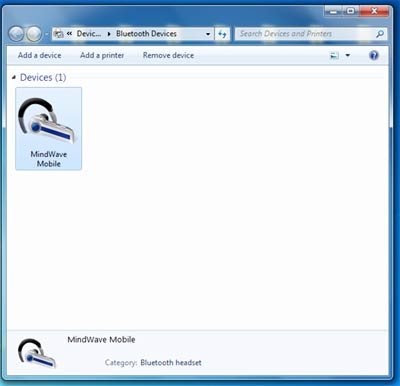 « Devic... ▸ Bluetooth Devices
Search Devices and Printers
Add a device
Add a printer
Remove device
Devices (1)
MindWave
Mobile
MindWave Mobile
Category: Bluetooth headset